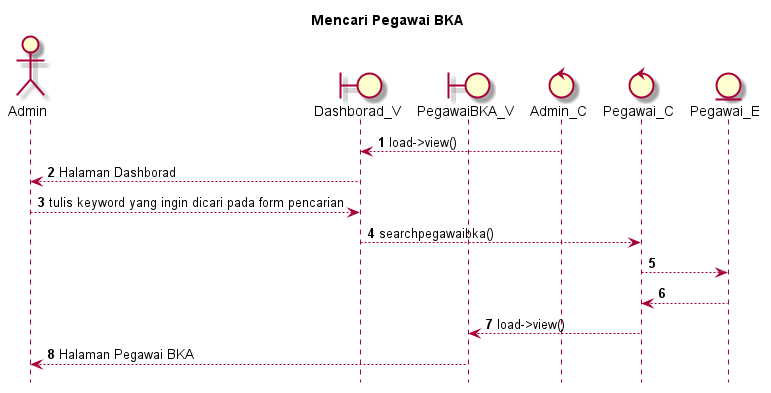 Mencari Pegawai BKA
Admin
Dashborad_V
PegawaiBKA_V
Admin_C
Pegawai_C
Pegawai_E
1 load->view()
2 Halaman Dashborad
3 tulis keyword yang ingin dicari pada form pencarian
4 searchpegawaibka()
5
6
7 load->view()
8 Halaman Pegawai BKA